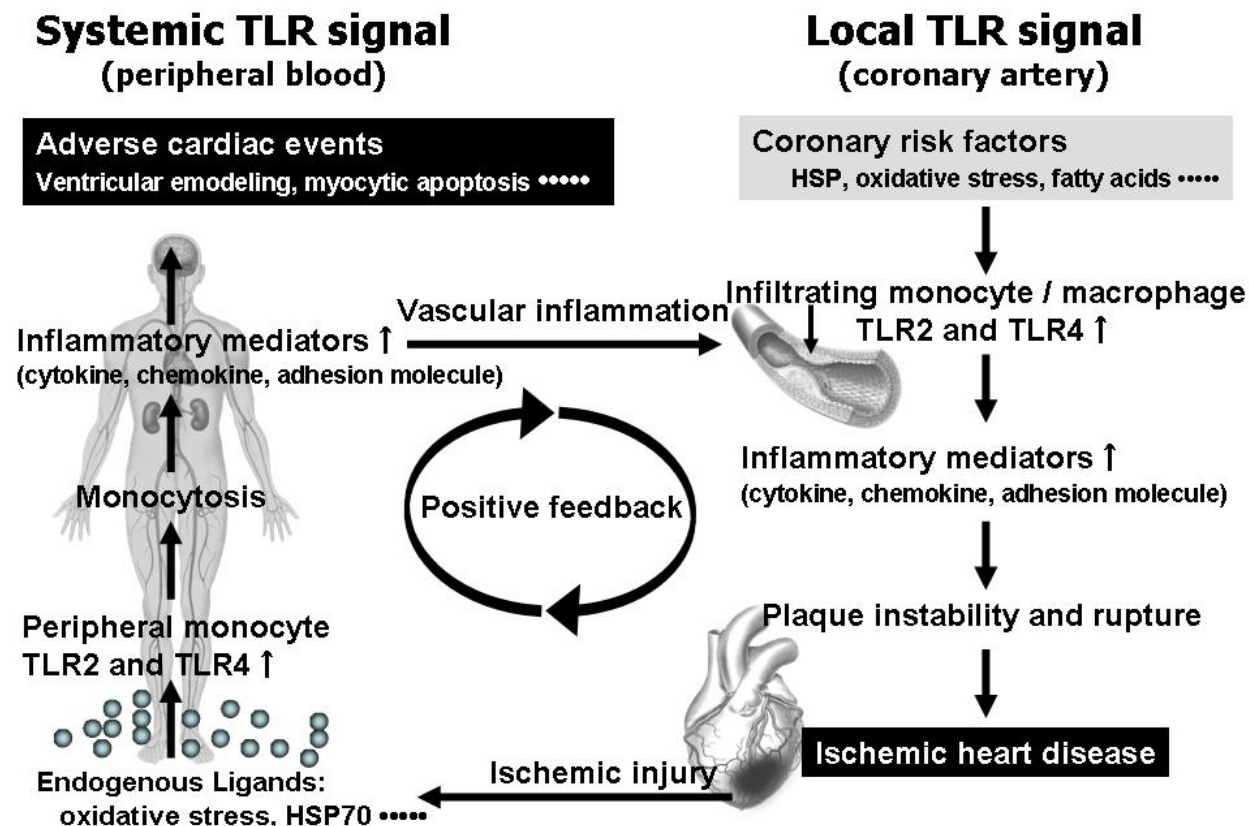 Systemic TLR signal
(peripheral blood)
Adverse cardiac events
Ventricular emodeling, myocytic apoptosis •••••
Inflammatory mediators ↑
(cytokine, chemokine, adhesion molecule)
Monocytosis
Peripheral monocyte
TLR2 and TLR4 ↑
Endogenous Ligands:
oxidative stress, HSP70 •••••
Vascular inflammation
Positive feedback
Ischemic injury
Local TLR signal
(coronary artery)
Coronary risk factors
HSP, oxidative stress, fatty acids •••••
Infiltrating monocyte / macrophage
TLR2 and TLR4 ↑
Inflammatory mediators ↑
(cytokine, chemokine, adhesion molecule)
Plaque instability and rupture
Ischemic heart disease